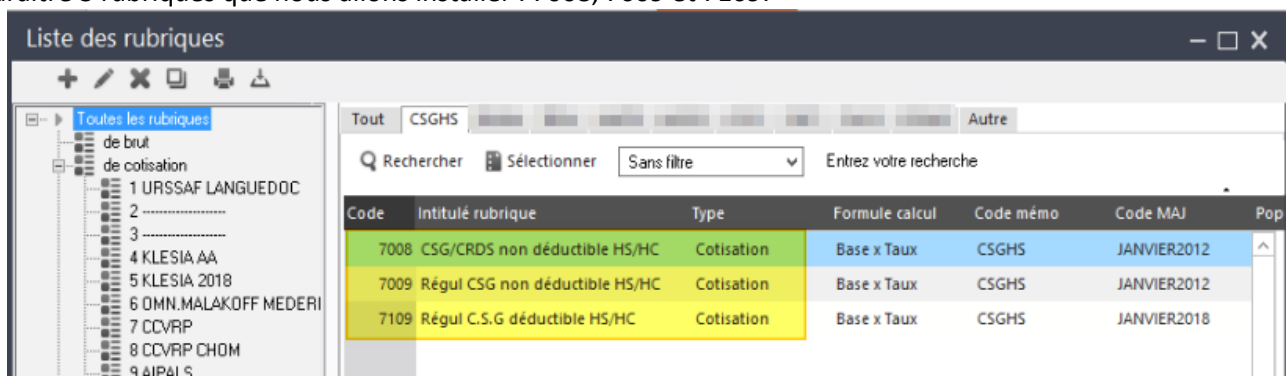 Liste des rubriques
Toutes les rubriques
de brut
de cotisation
1 URSSAF LANGUEDOC
2 --------------------
3 --------------------
4 KLESIA AA
5 KLESIA 2018
6 OMN.MALAKOFF MEDERI
7 CCVRP
8 CCVRP CHOM
9 AIPALS
Tout CSGHS Autre
Rechercher Sélectionner Sans filtre Entrez votre recherche
Code Intitulé rubrique Type Formule calcul Code mémo Code MAJ Pop
7008 CSG/CRDS non déductible HS/HC Cotisation Base x Taux CSGHS JANVIER2012
7009 Régul CSG non déductible HS/HC Cotisation Base x Taux CSGHS JANVIER2012
7109 Régul C.S.G déductible HS/HC Cotisation Base x Taux CSGHS JANVIER2018